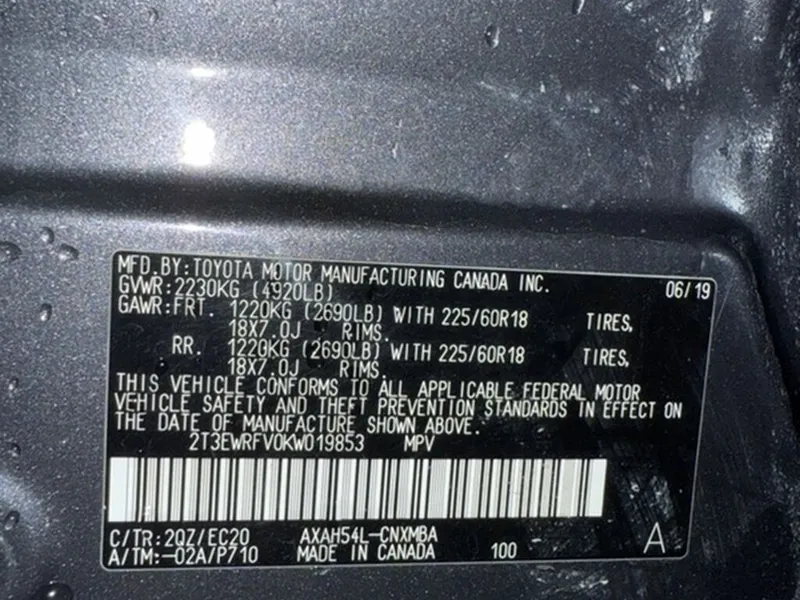 MFD.BY:TOYOTA MOTOR MANUFACTURING CANADA INC. 06/19
GVWR:2230KG (4920LB)
GAWR:FRT. 1220KG (2690LB) WITH 225/60R18 TIRES,
18X7.0J RIMS.
RR. 1220KG (2690LB) WITH 225/60R18 TIRES,
18X7.0J RIMS.
THIS VEHICLE CONFORMS TO ALL APPLICABLE FEDERAL MOTOR
VEHICLE SAFETY AND THEFT PREVENTION STANDARDS IN EFFECT ON
THE DATE OF MANUFACTURE SHOWN ABOVE.
2T3EWRFV0KW019853 MPV
C/TR:2QZ/EC20 AXAH54L-CNXMBA
A/TM:-02A/P710 MADE IN CANADA 100 A